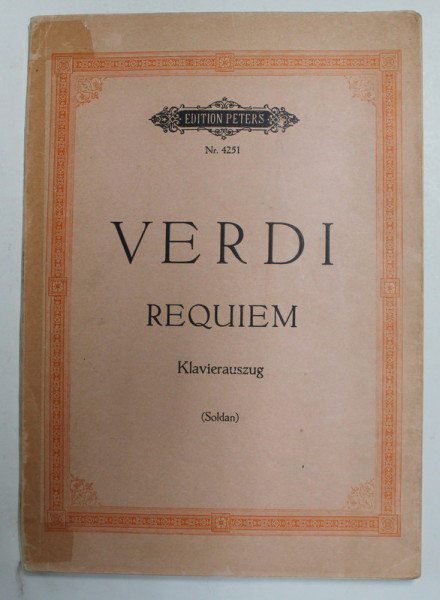 EDITION PETERS
Nr. 4251
VERDI
REQUIEM
Klavierauszug
(Soldan)